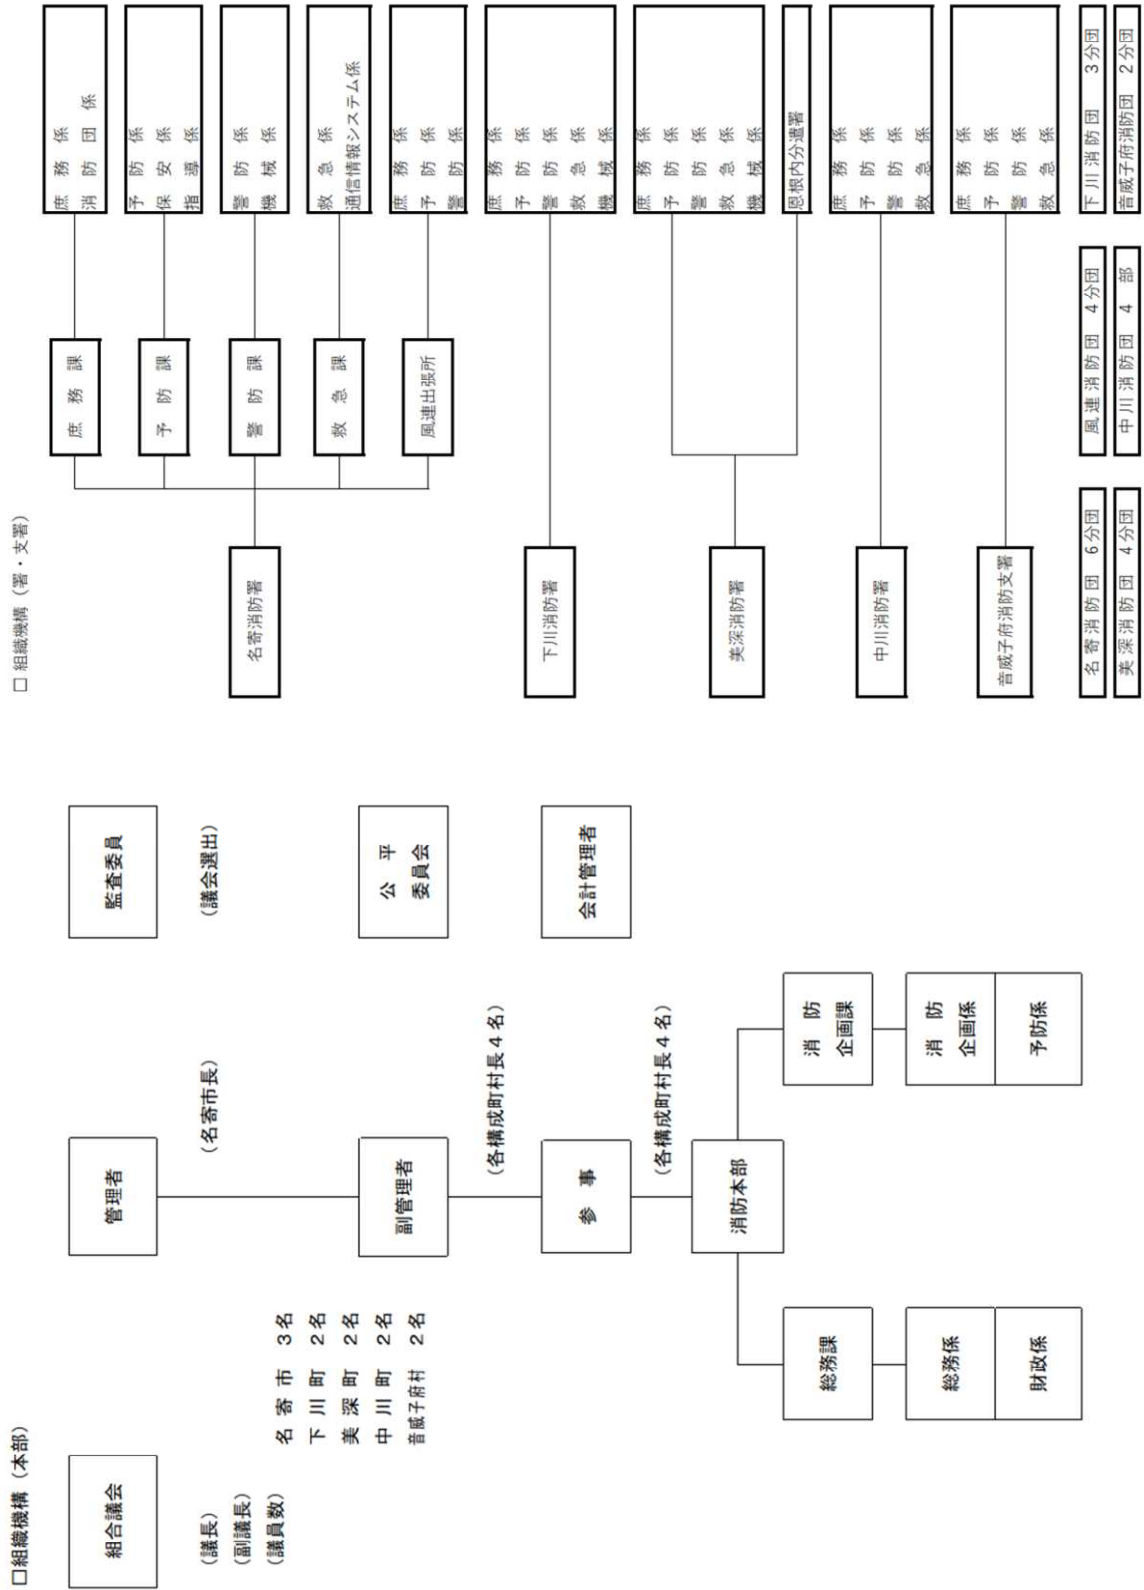 □組織機構（本部）
組合議会
（議長）
（副議長）
（議員数）
名寄市 3名
下川町 2名
美深町 2名
中川町 2名
音威子府村 2名
管理者
（名寄市長）
副管理者
（各構成町村長４名）
参事
（各構成町村長４名）
消防本部
総務課
総務係
財政係
消防
企画課
消防
企画係
予防係
監査委員
（議会選出）
公平
委員会
会計管理者
□ 組織機構（署・支署）
名寄消防署
庶務課
庶務係
消防団係
予防課
予防係
保安係
指導係
警防課
警防係
機械係
救急課
救急係
通信情報システム係
風連出張所
庶務係
予防係
警防係
下川消防署
庶務係
予防係
警防係
救急係
機械係
美深消防署
庶務係
予防係
警防係
救急係
機械係
恩根内分遣署
中川消防署
庶務係
予防係
警防係
救急係
音威子府消防支署
庶務係
予防係
警防係
救急係
名寄消防団 6分団
風連消防団 4分団
下川消防団 3分団
美深消防団 4分団
中川消防団 4部
音威子府消防団 2分団